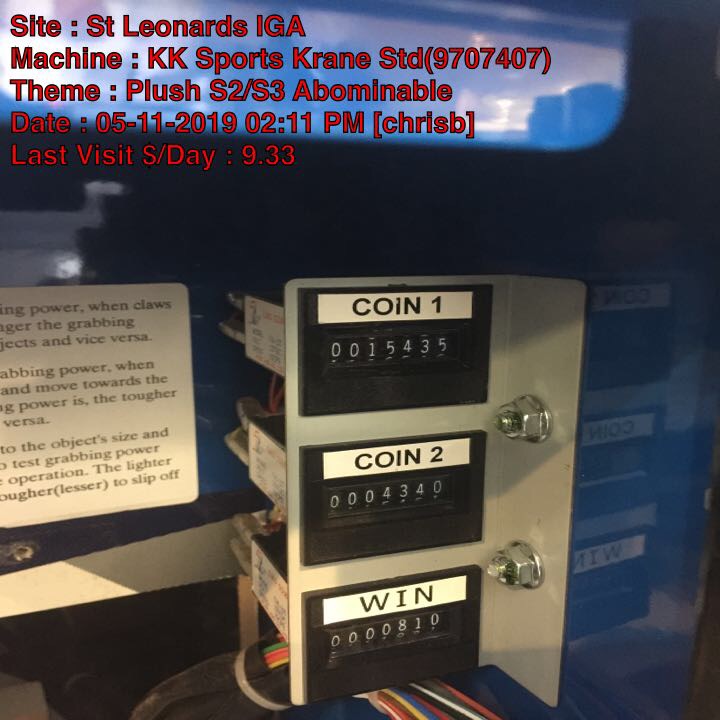 Site : St Leonards IGA
Machine : KK Sports Krane Std(9707407)
Theme : Plush S2/S3 Abominable
Date : 05-11-2019 02:11 PM [chrisb]
Last Visit $/Day : 9.33
ing power, when claws
nger the grabbing
jects and vice versa.
abbing power, when
and move towards the
ng power is, the tougher
versa.
to the object's size and
o test grabbing power
e operation. The lighter
ougher(lesser) to slip off
COiN 1
0015435
COIN 2
0004340
WIN
0000810